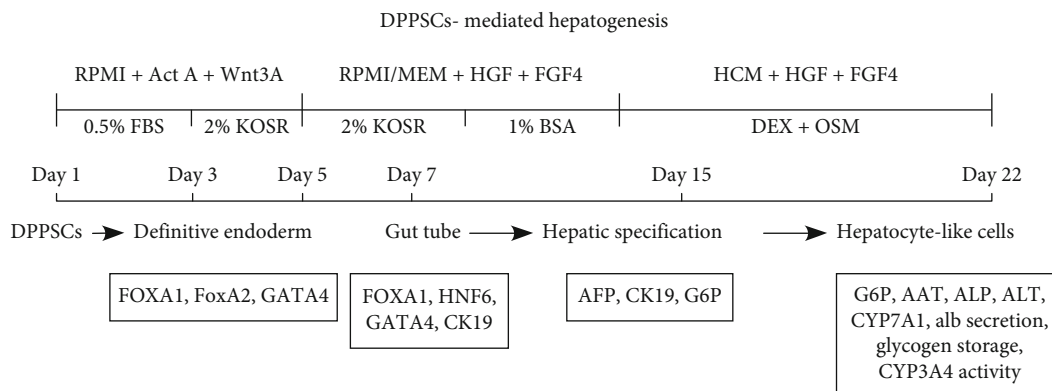 DPPSCs- mediated hepatogenesis
RPMI + Act A + Wnt3A
RPMI/MEM + HGF + FGF4
HCM + HGF + FGF4
0.5% FBS
2% KOSR
2% KOSR
1% BSA
DEX + OSM
Day 1
Day 3
Day 5
Day 7
Day 15
Day 22
DPPSCs
Definitive endoderm
Gut tube
Hepatic specification
Hepatocyte-like cells
FOXA1, FoxA2, GATA4
FOXA1, HNF6,
GATA4, CK19
AFP, CK19, G6P
G6P, AAT, ALP, ALT,
CYP7A1, alb secretion,
glycogen storage,
CYP3A4 activity